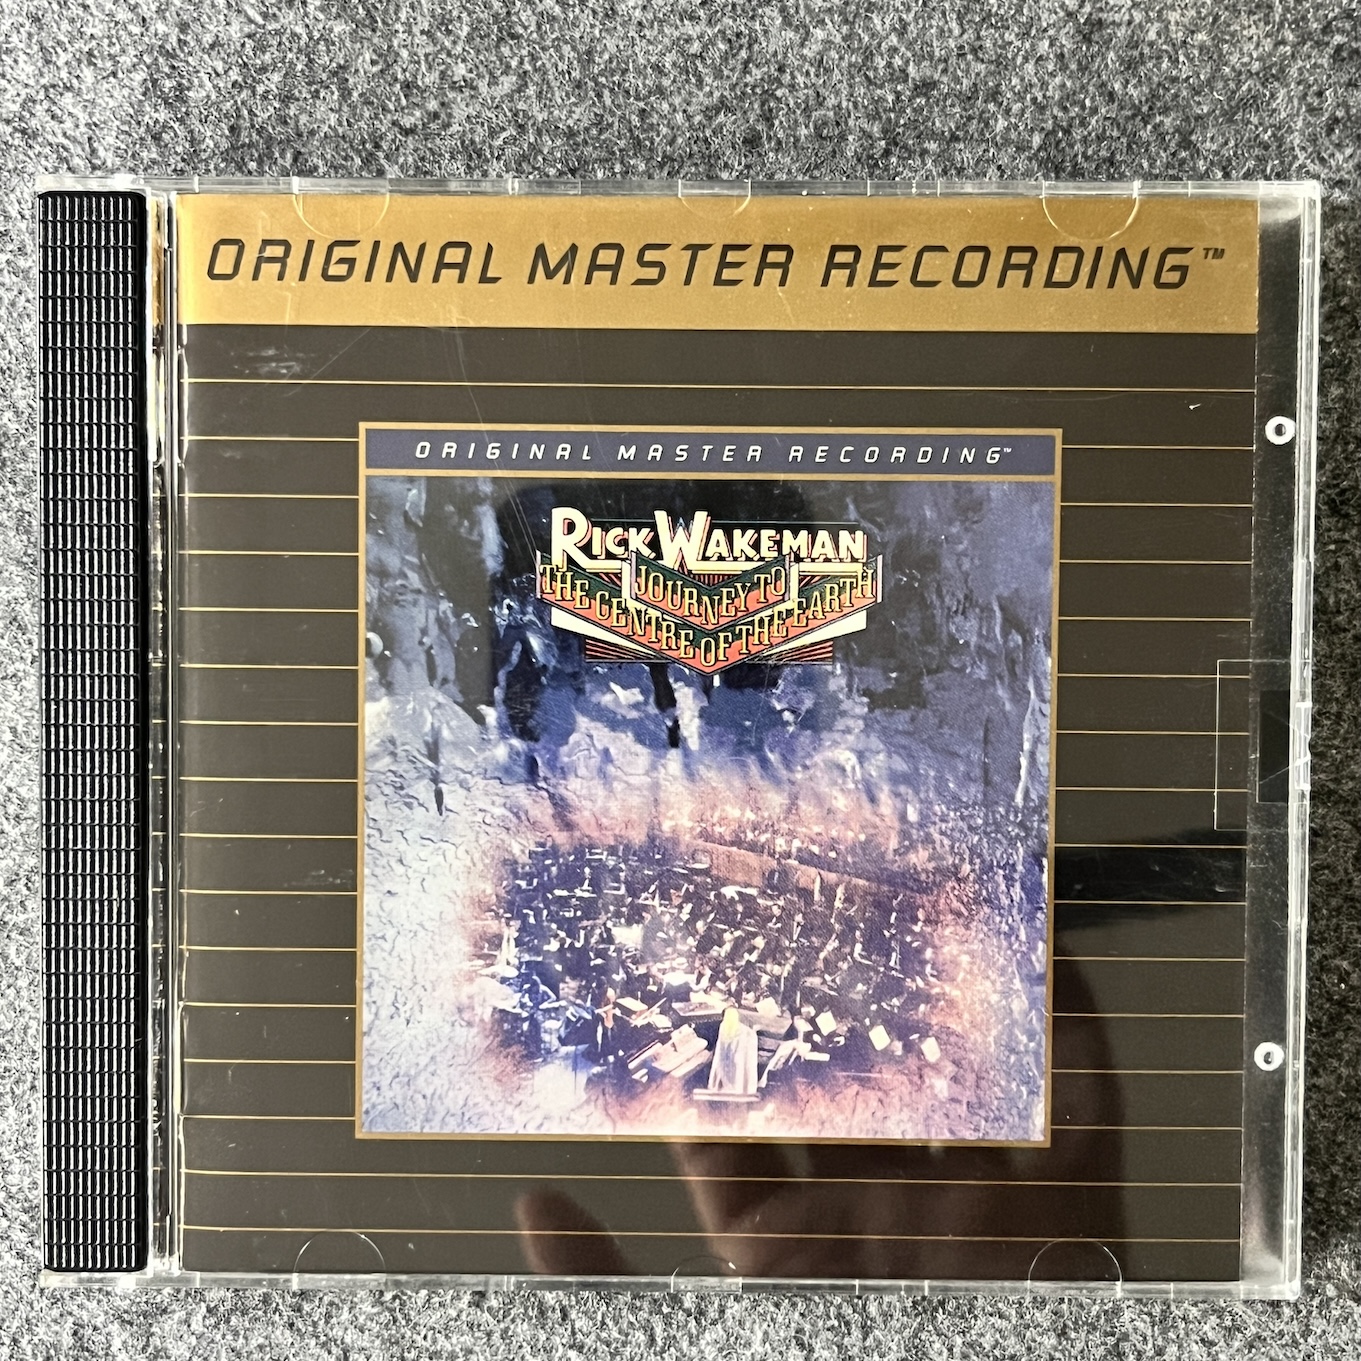 ORIGINAL MASTER RECORDING™
ORIGINAL MASTER RECORDING™
RICK WAKEMAN
JOURNEY TO
THE CENTRE OF THE EARTH